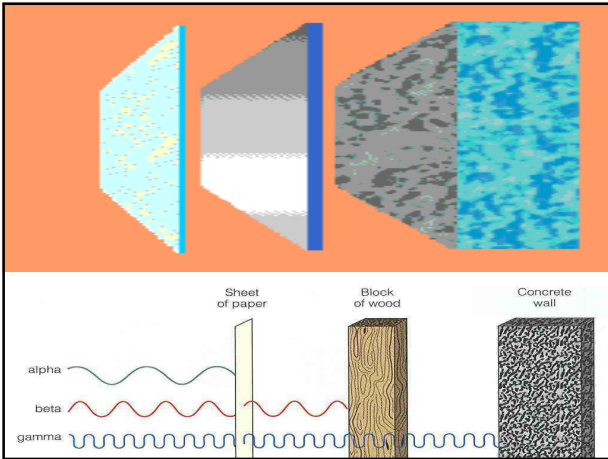 Sheet
of paper
Block
of wood
Concrete
wall
alpha
beta
gamma